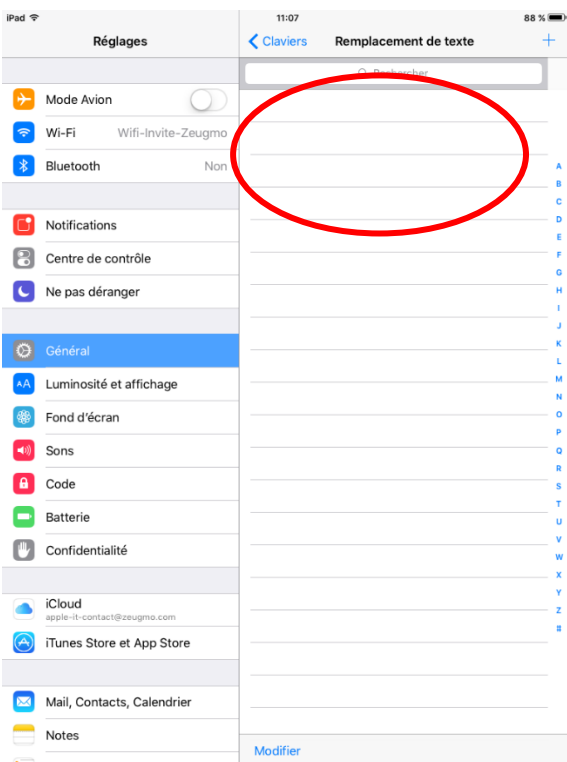 iPad 11:07 88 %
Réglages
Claviers Remplacement de texte +
Rechercher
Mode Avion
Wi-Fi Wifi-Invite-Zeugmo
Bluetooth Non
Notifications
Centre de contrôle
Ne pas déranger
Général
Luminosité et affichage
Fond d'écran
Sons
Code
Batterie
Confidentialité
iCloud
apple-it-contact@zeugmo.com
iTunes Store et App Store
Mail, Contacts, Calendrier
Notes
A
B
C
D
E
F
G
H
I
J
K
L
M
N
O
P
Q
R
S
T
U
V
W
X
Y
Z
#
Modifier